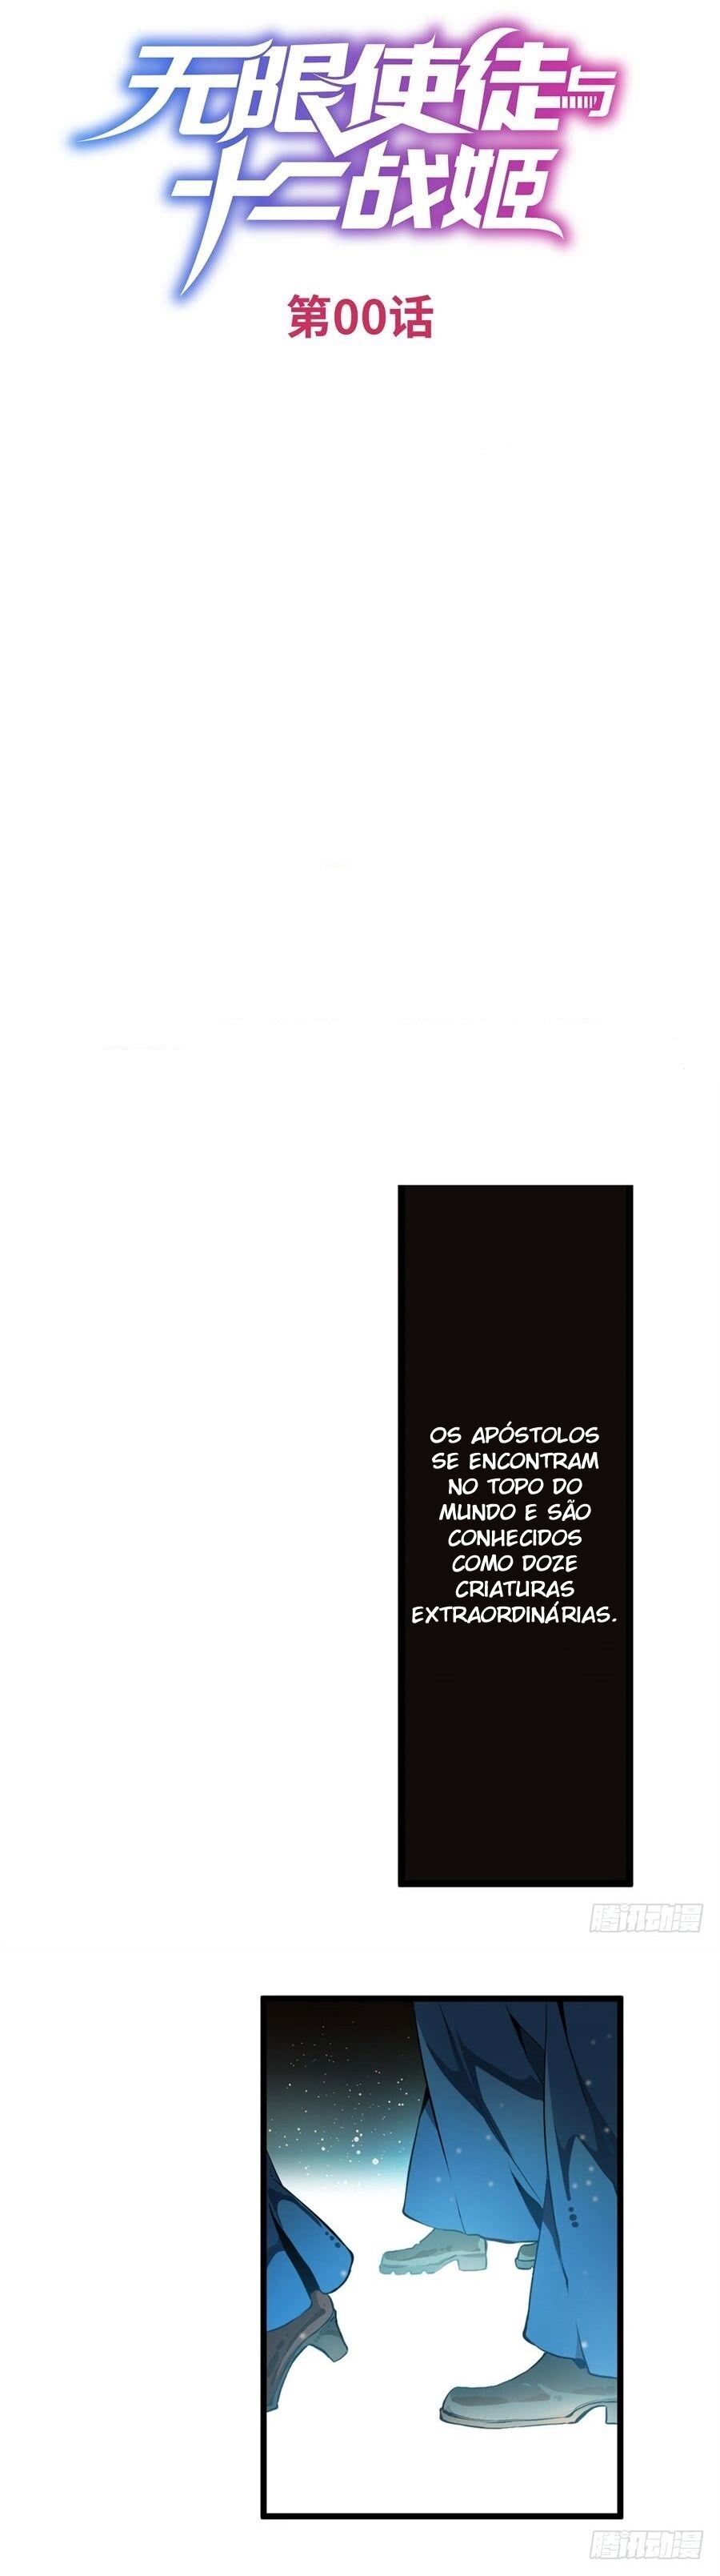 无限使徒与
十二战姬
第00话
OS APÓSTOLOS
SE ENCONTRAM
NO TOPO DO
MUNDO E SÃO
CONHECIDOS
COMO DOZE
CRIATURAS
EXTRAORDINÁRIAS.
腾讯动漫
腾讯动漫